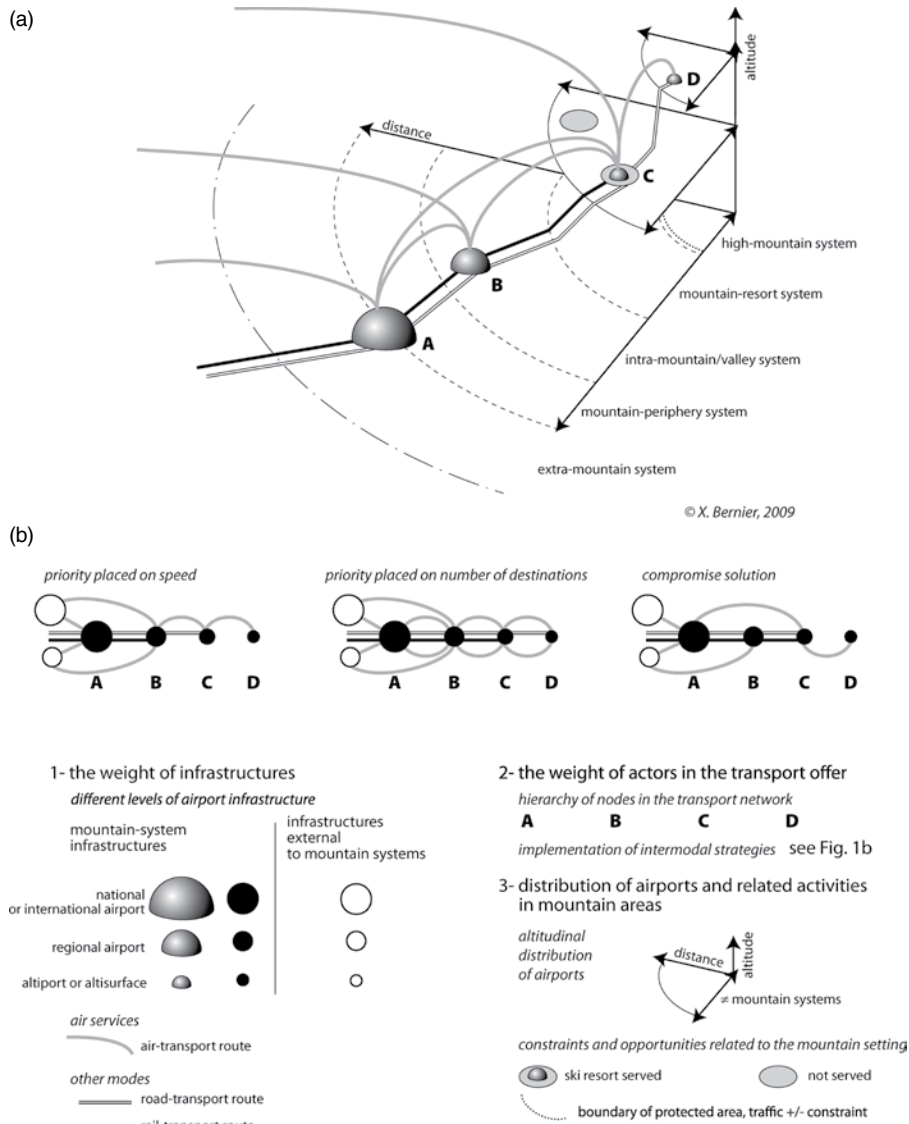 (a)
altitude
D
distance
C
high-mountain system
B
mountain-resort system
A
intra-mountain/valley system
mountain-periphery system
extra-mountain system
© X. Bernier, 2009
(b)
priority placed on speed
A B C D
priority placed on number of destinations
A B C D
compromise solution
A B C D
1- the weight of infrastructures
different levels of airport infrastructure
mountain-system
infrastructures
infrastructures
external
to mountain systems
national
or international airport
regional airport
altiport or altisurface
air services
air-transport route
other modes
road-transport route
rail-transport route
2- the weight of actors in the transport offer
hierarchy of nodes in the transport network
A B C D
implementation of intermodal strategies see Fig. 1b
3- distribution of airports and related activities
in mountain areas
altitudinal
distribution
of airports
distance
altitude
≠ mountain systems
constraints and opportunities related to the mountain setting
ski resort served
not served
boundary of protected area, traffic +/- constraint